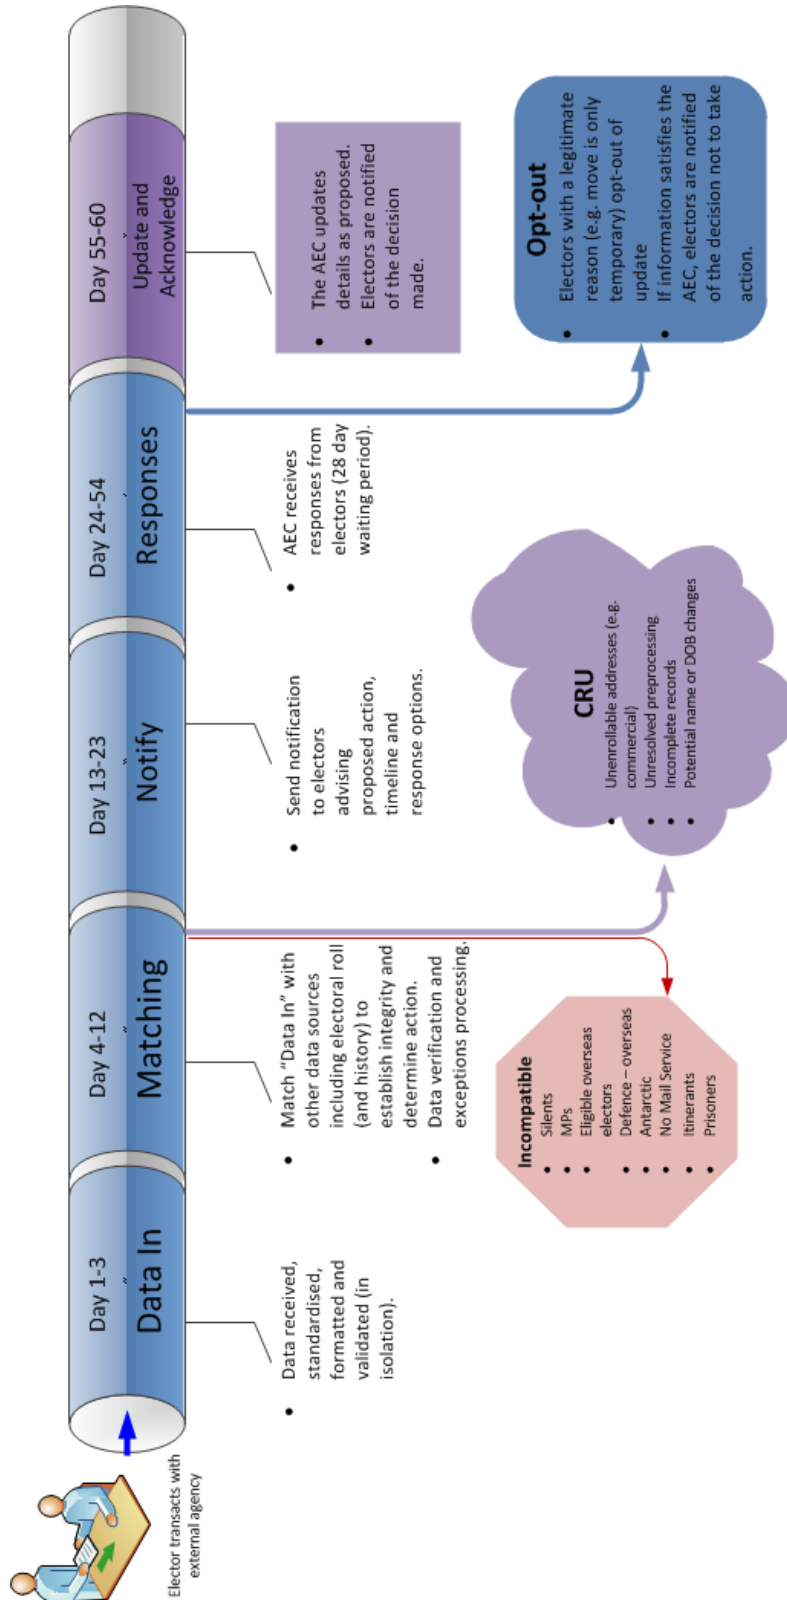 Elector transacts with
external agency
Day 1-3
Data In
Day 4-12
Matching
Day 13-23
Notify
Day 24-54
Responses
Day 55-60
Update and
Acknowledge
• Data received,
standardised,
formatted and
validated (in
isolation).
• Match “Data In” with
other data sources
including electoral roll
(and history) to
establish integrity and
determine action.
• Data verification and
exceptions processing.
• Send notification
to electors
advising
proposed action,
timeline and
response options.
• AEC receives
responses from
electors (28 day
waiting period).
• The AEC updates
details as proposed.
• Electors are notified
of the decision
made.
Incompatible
• Silents
• MPs
• Eligible overseas
electors
• Defence – overseas
• Antarctic
• No Mail Service
• Itinerants
• Prisoners
CRU
• Unenrollable addresses (e.g.
commercial)
• Unresolved preprocessing
• Incomplete records
• Potential name or DOB changes
Opt-out
• Electors with a legitimate
reason (e.g. move is only
temporary) opt-out of
update
• If information satisfies the
AEC, electors are notified
of the decision not to take
action.